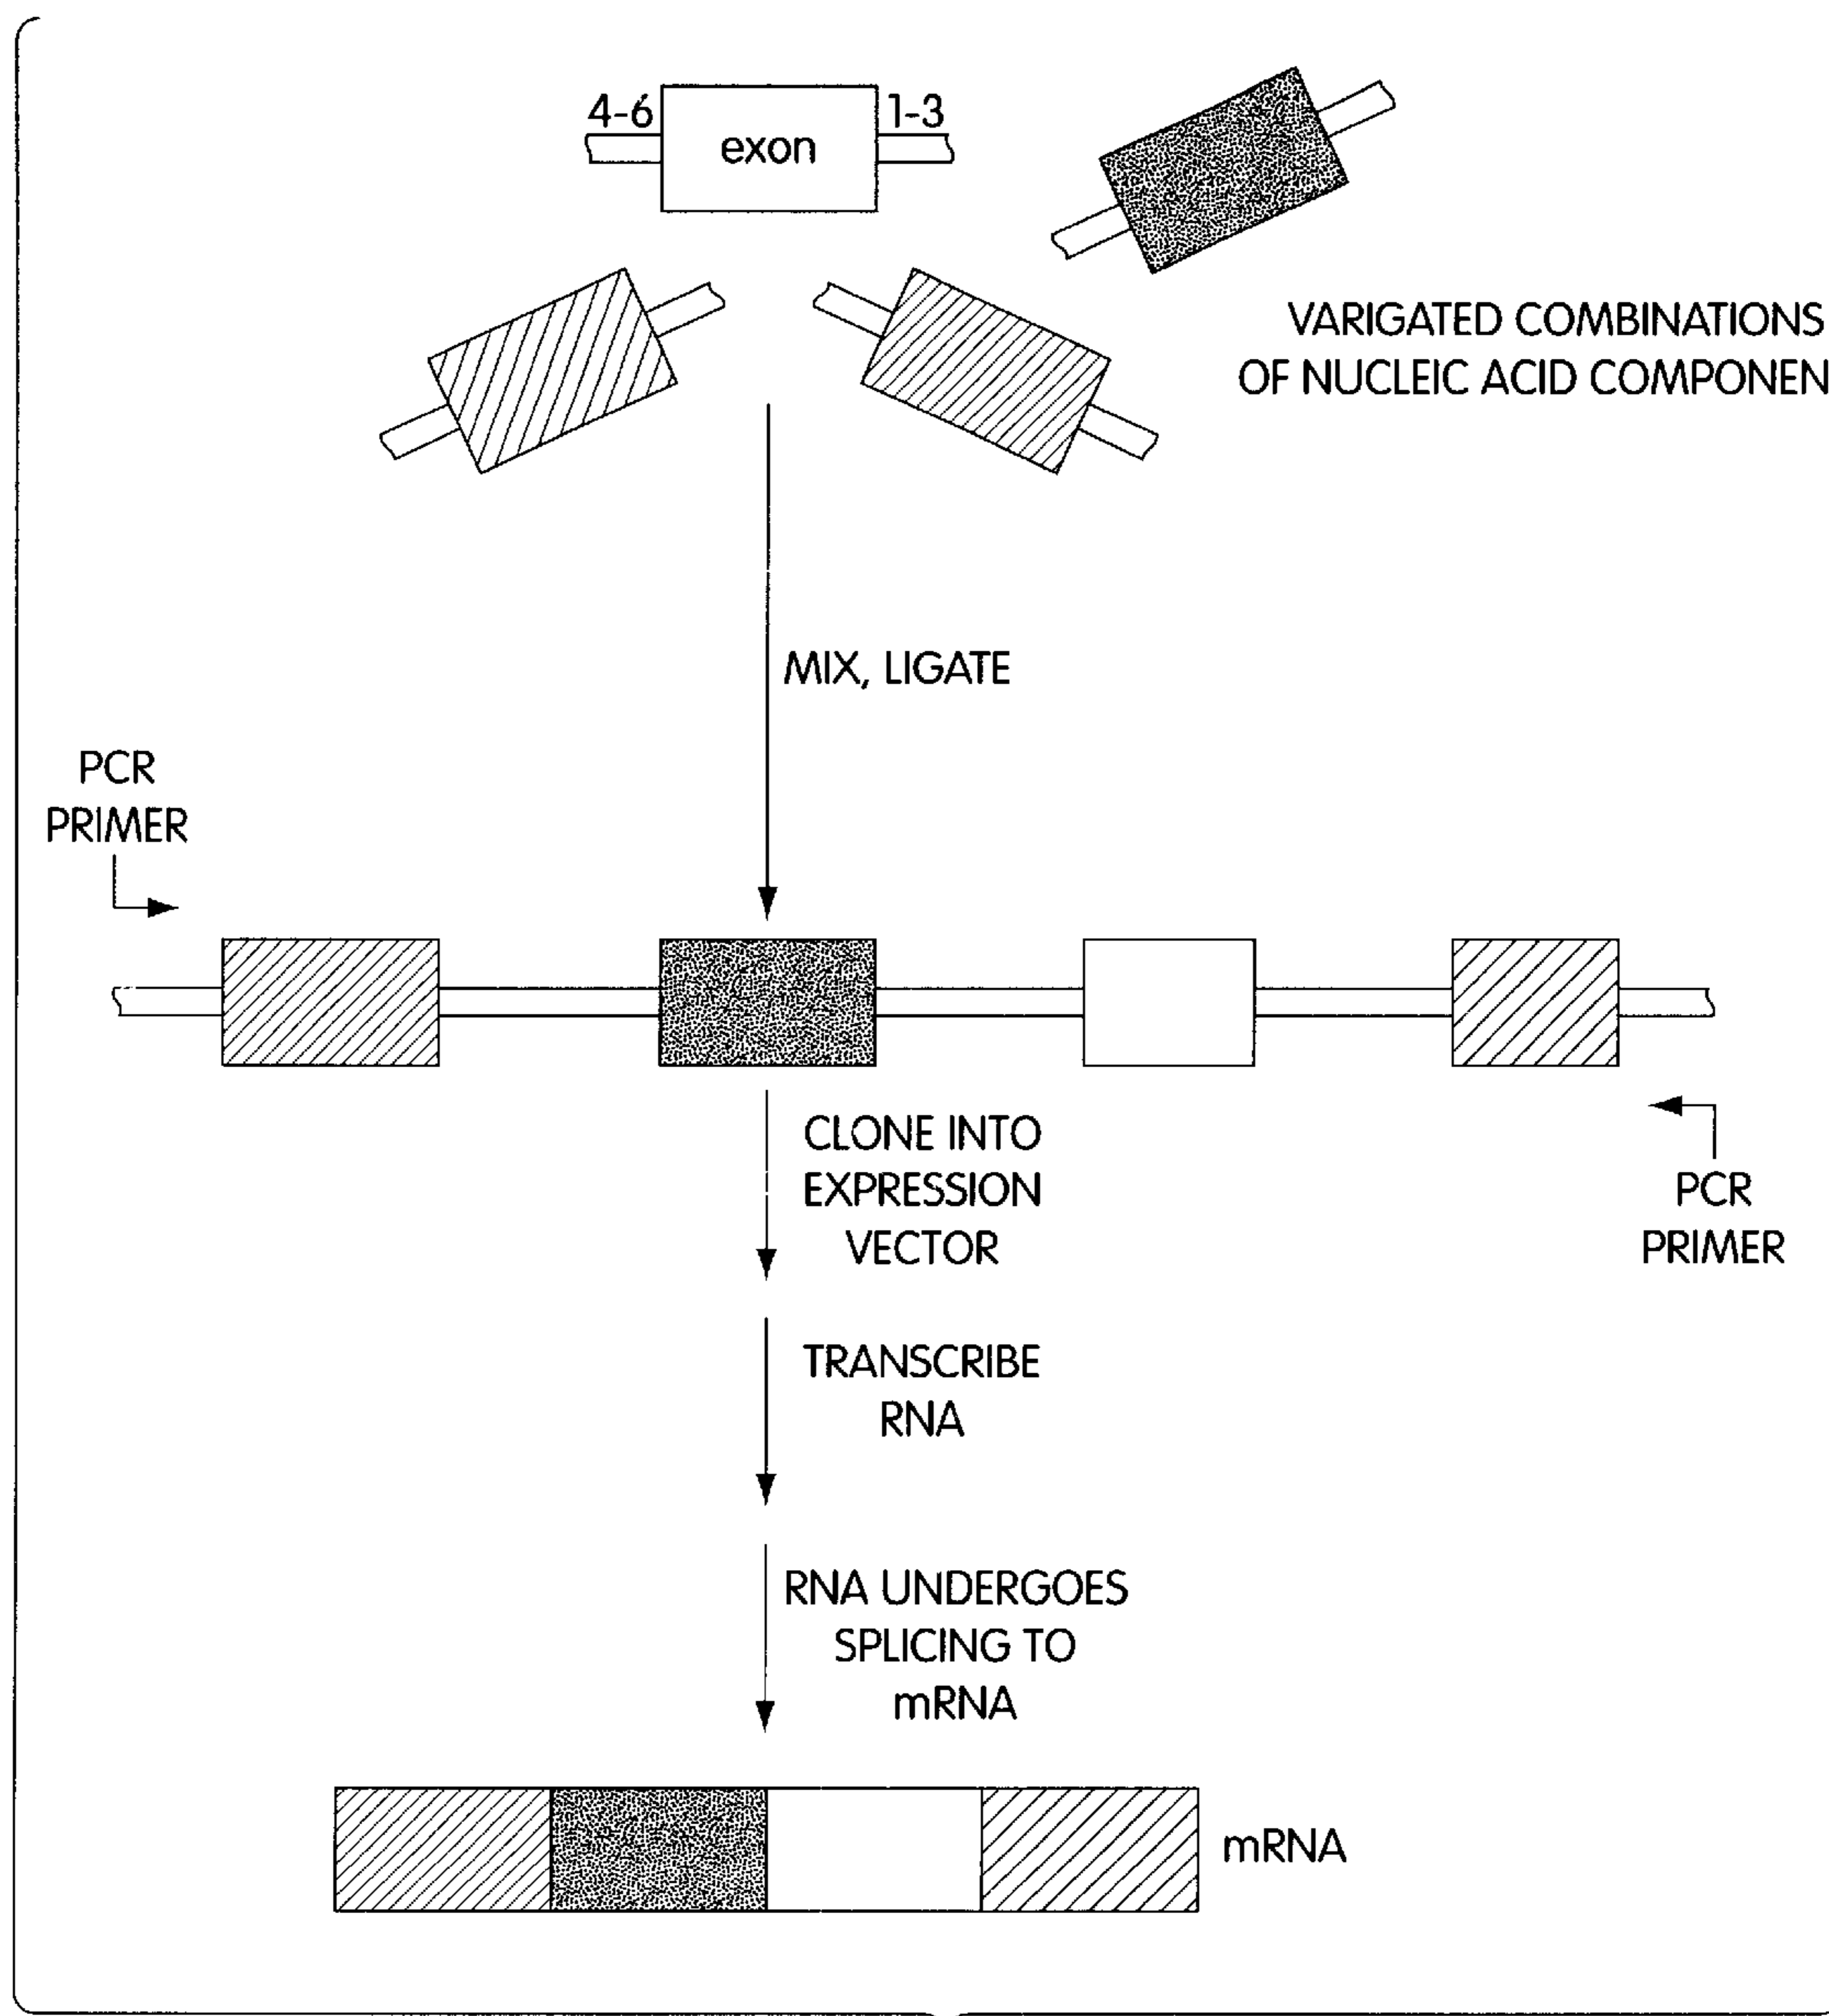 4-6
exon
1-3
VARIGATED COMBINATIONS
OF NUCLEIC ACID COMPONEN
MIX, LIGATE
PCR
PRIMER
CLONE INTO
EXPRESSION
VECTOR
PCR
PRIMER
TRANSCRIBE
RNA
RNA UNDERGOES
SPLICING TO
mRNA
mRNA